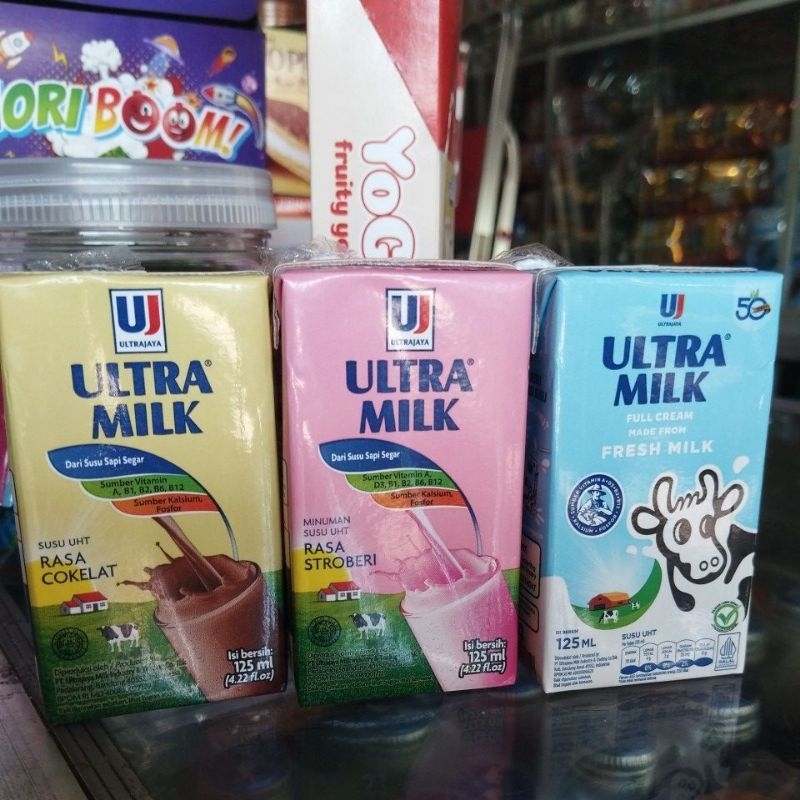 ORI BOOM!
YOG
fruity yo
UJ
ULTRAJAYA
ULTRA
MILK
Dari Susu Sapi Segar
Sumber Vitamin
A, B1, B2, B6, B12
Sumber Kalsium,
Fosfor
SUSU UHT
RASA
COKELAT
Isi bersih:
125 ml
(4.22 fl.oz)
UJ
ULTRAJAYA
ULTRA
MILK
Dari Susu Sapi Segar
Sumber Vitamin A,
D3, B1, B2, B6, B12
Sumber Kalsium,
Fosfor
MINUMAN
SUSU UHT
RASA
STROBERI
Isi bersih:
125 ml
(4.22 fl.oz)
UJ
ULTRAJAYA
50
ULTRA
MILK
FULL CREAM
MADE FROM
FRESH MILK
ISI BERSIH
125 ML
SUSU UHT
HALAL